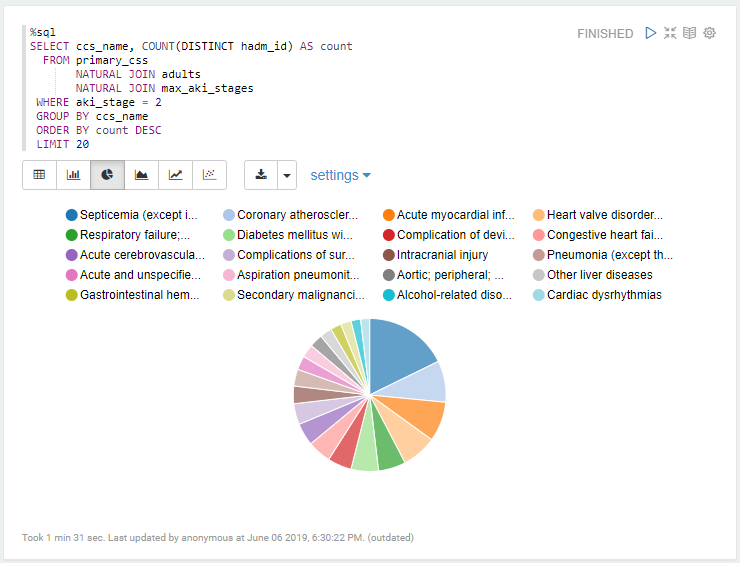 %sql
SELECT ccs_name, COUNT(DISTINCT hadm_id) AS count
FROM primary_css
NATURAL JOIN adults
NATURAL JOIN max_aki_stages
WHERE aki_stage = 2
GROUP BY ccs_name
ORDER BY count DESC
LIMIT 20
FINISHED
settings
Septicemia (except i... Coronary atheroscler... Acute myocardial inf... Heart valve disorder...
Respiratory failure;... Diabetes mellitus wi... Complication of devi... Congestive heart fai...
Acute cerebrovascula... Complications of sur... Intracranial injury Pneumonia (except th...
Acute and unspecifie... Aspiration pneumonit... Aortic; peripheral; ... Other liver diseases
Gastrointestinal hem... Secondary malignanci... Alcohol-related diso... Cardiac dysrhythmias
Took 1 min 31 sec. Last updated by anonymous at June 06 2019, 6:30:22 PM. (outdated)